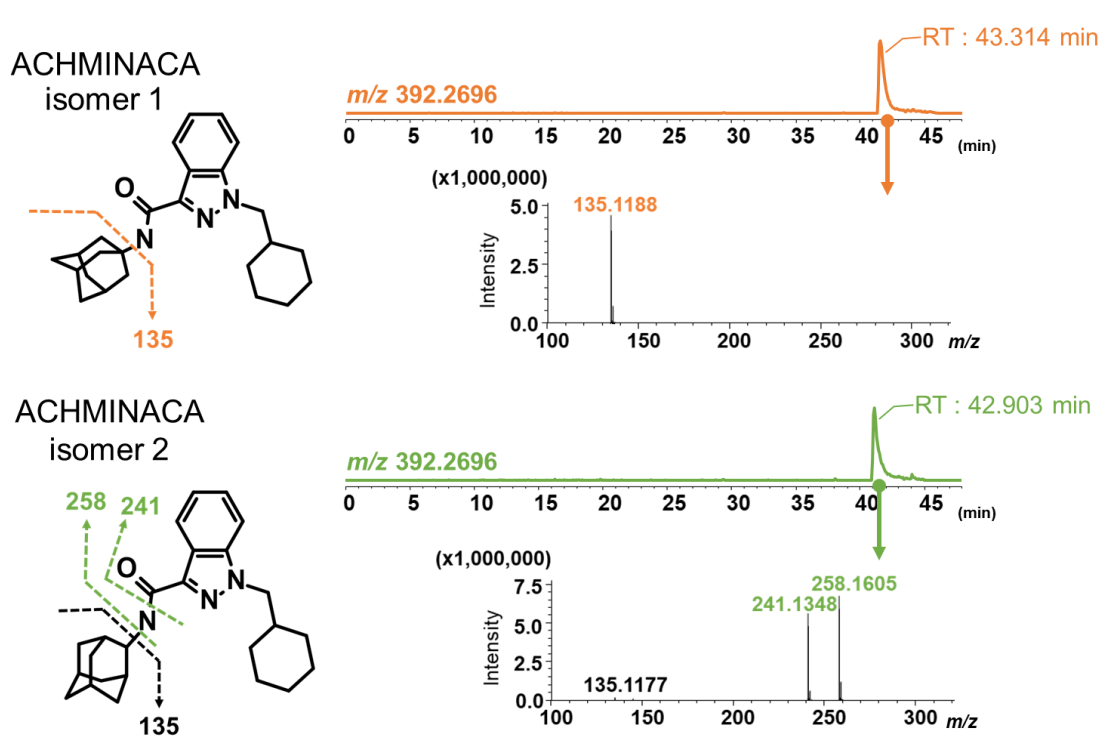 ACHMINACA
isomer 1
RT : 43.314 min
m/z 392.2696
0 5 10 15 20 25 30 35 40 45 (min)
O
N
N
N
135
(x1,000,000)
135.1188
5.0
2.5
0.0
Intensity
100 150 200 250 300 m/z
ACHMINACA
isomer 2
RT : 42.903 min
m/z 392.2696
0 5 10 15 20 25 30 35 40 45 (min)
258 241
O
N
N
N
135
(x1,000,000)
258.1605
241.1348
135.1177
7.5
5.0
2.5
0.0
Intensity
100 150 200 250 300 m/z